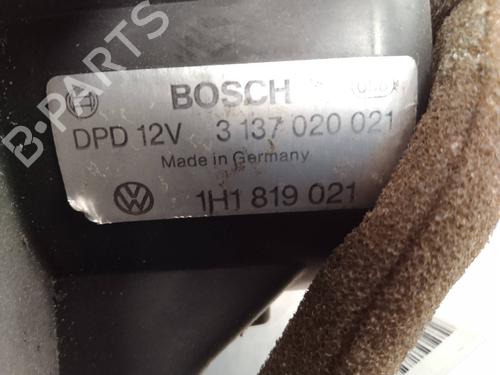 BOSCH
DPD 12V 3 137 020 021
Made in Germany
1H1 819 021
B-PARTS